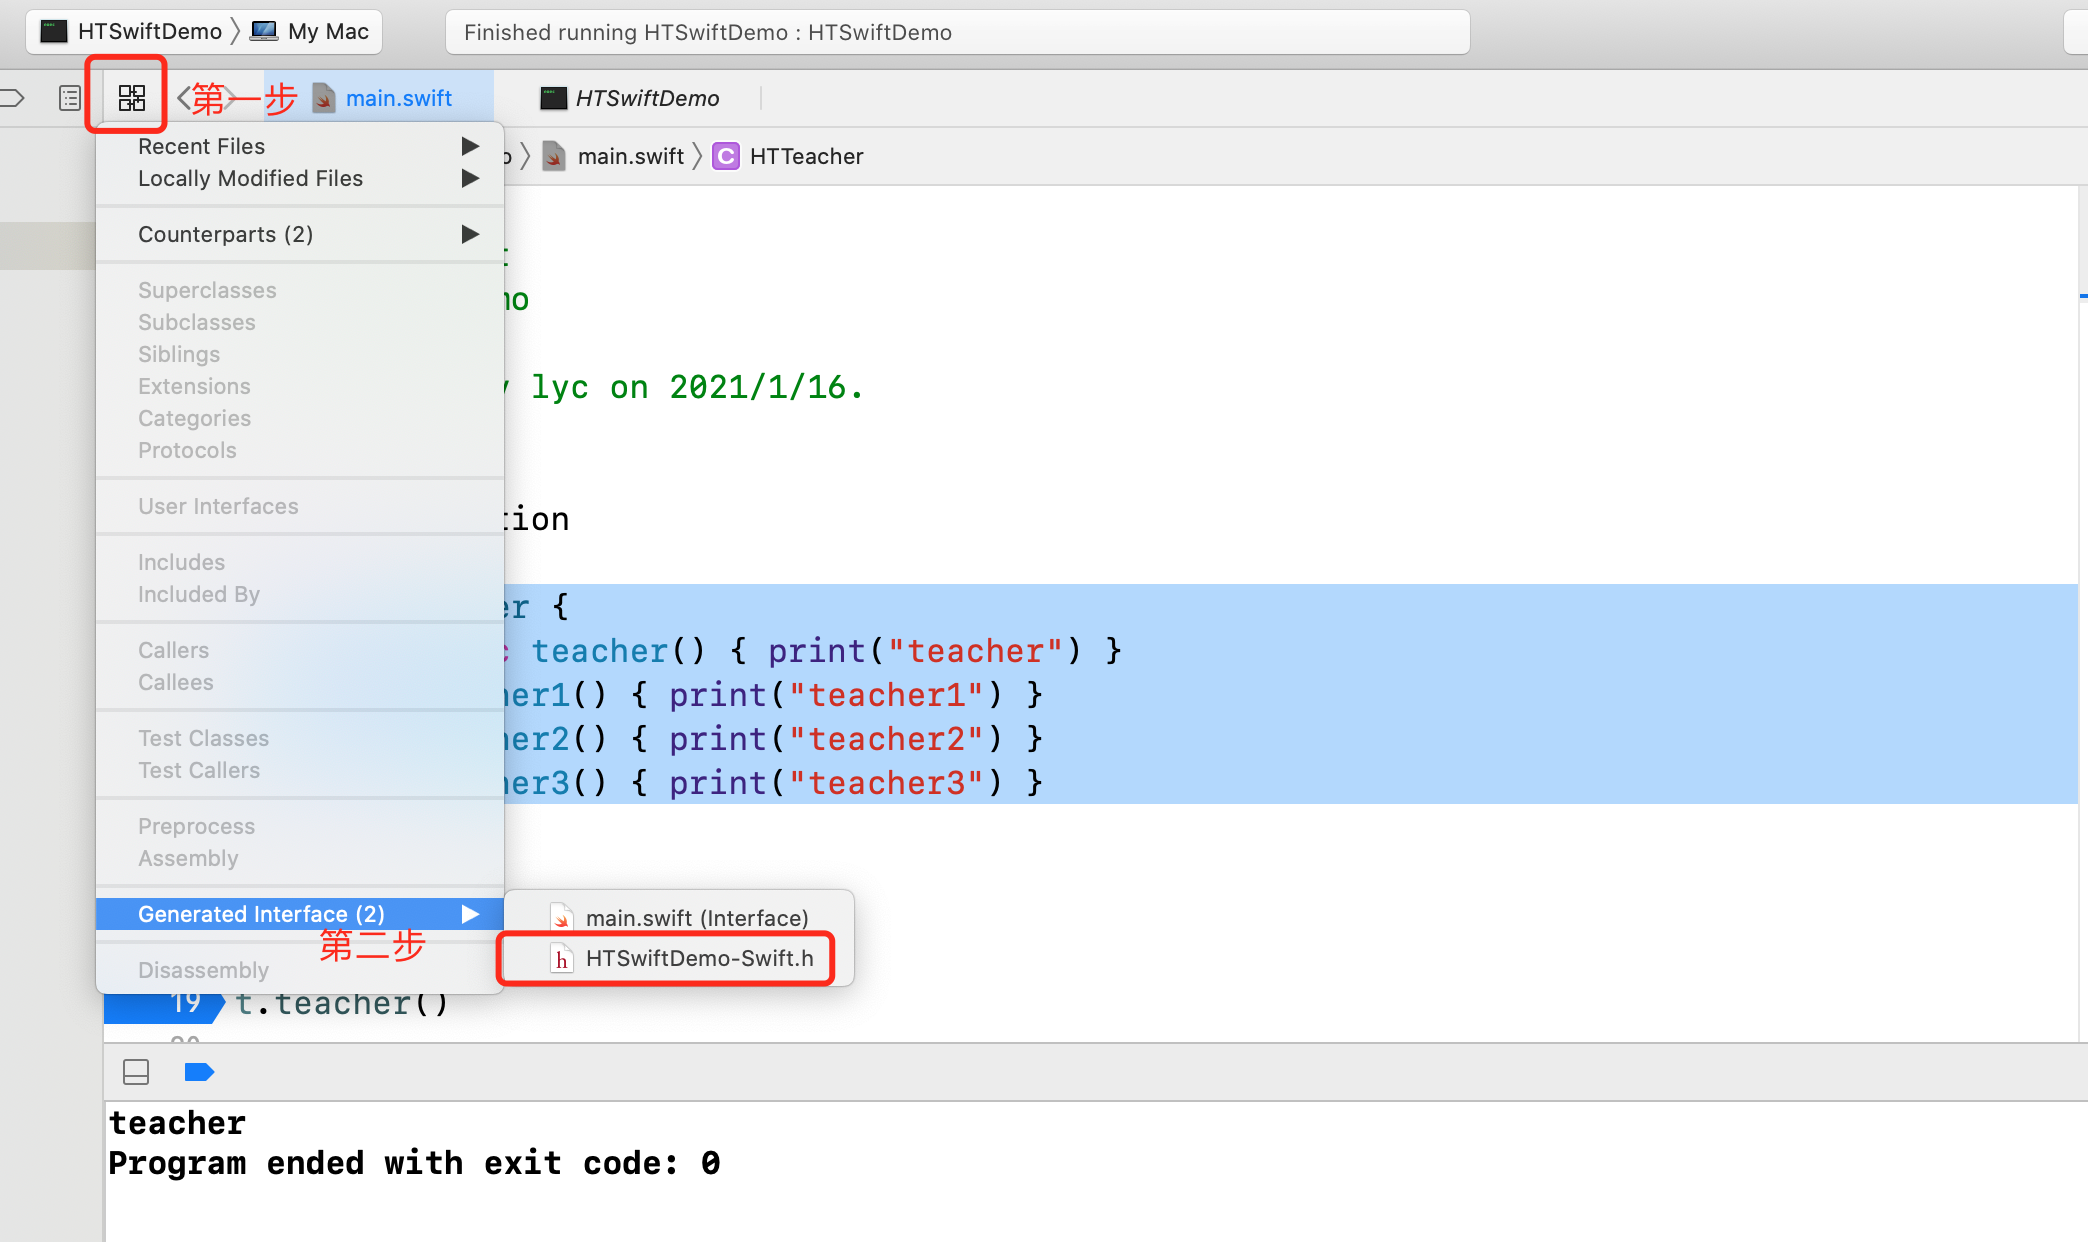 HTSwiftDemo 〉 My Mac
Finished running HTSwiftDemo : HTSwiftDemo
第一步 main.swift HTSwiftDemo
main.swift 〉 C HTTeacher
Recent Files
Locally Modified Files
Counterparts (2)
Superclasses
Subclasses
Siblings
Extensions
Categories
Protocols
User Interfaces
Includes
Included By
Callers
Callees
Test Classes
Test Callers
Preprocess
Assembly
Generated Interface (2)
第二步
Disassembly
main.swift (Interface)
h HTSwiftDemo-Swift.h
mo
lyc on 2021/1/16.
tion
er {
teacher() { print("teacher") }
her1() { print("teacher1") }
her2() { print("teacher2") }
her3() { print("teacher3") }
19 t.teacher()
teacher
Program ended with exit code: 0